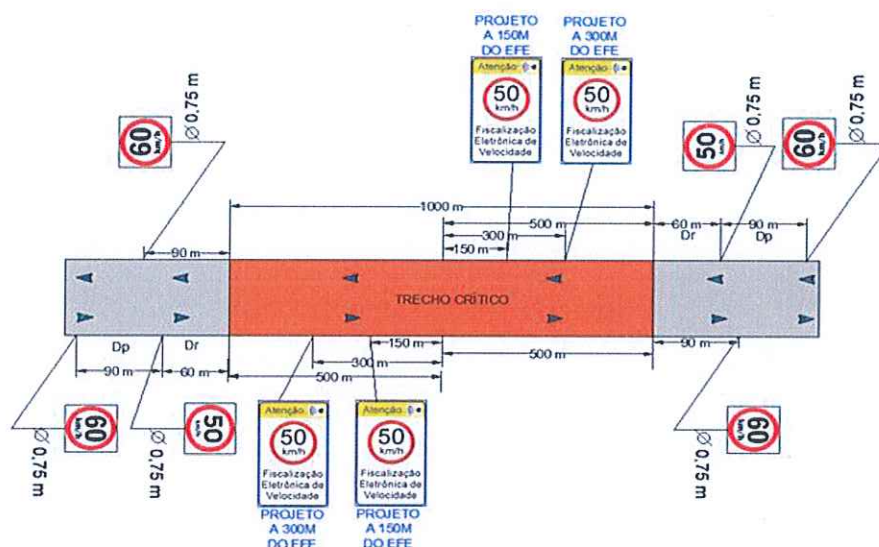 PROJETO
A 150M
DO EFE
PROJETO
A 300M
DO EFE
Atenção
50
km/h
Fiscalização
Eletrônica de
Velocidade
Atenção
50
km/h
Fiscalização
Eletrônica de
Velocidade
60
km/h
Ø 0,75 m
50
km/h
Ø 0,75 m
60
km/h
Ø 0,75 m
1000 m
500 m
300 m
150 m
60 m
Dr
90 m
Dp
90 m
TRECHO CRÍTICO
Dp
Dr
90 m
60 m
150 m
300 m
500 m
500 m
90 m
60
km/h
Ø 0,75 m
50
km/h
Ø 0,75 m
60
km/h
Ø 0,75 m
Atenção
50
km/h
Fiscalização
Eletrônica de
Velocidade
Atenção
50
km/h
Fiscalização
Eletrônica de
Velocidade
PROJETO
A 300M
DO EFE
PROJETO
A 150M
DO EFE